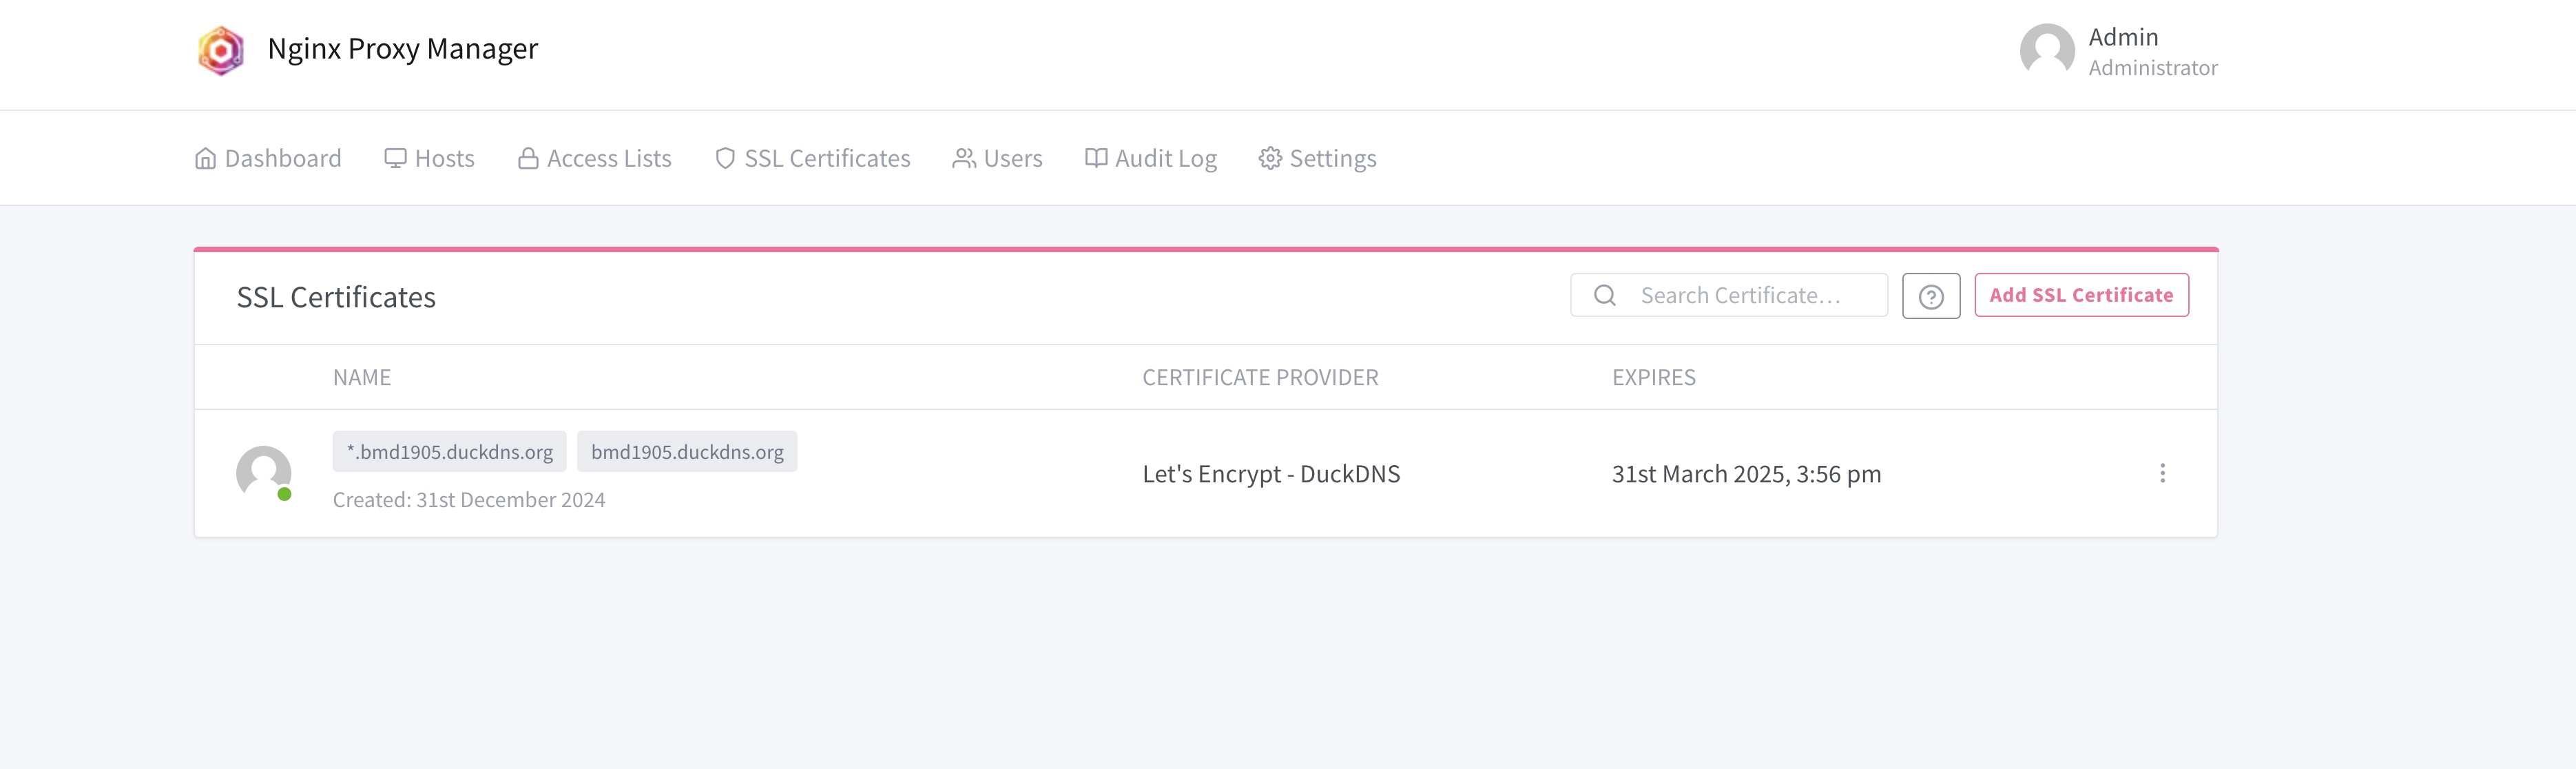 Nginx Proxy Manager
Admin
Administrator
Dashboard Hosts Access Lists SSL Certificates Users Audit Log Settings
SSL Certificates
Search Certificate…
Add SSL Certificate
NAME CERTIFICATE PROVIDER EXPIRES
*.bmd1905.duckdns.org bmd1905.duckdns.org
Let's Encrypt - DuckDNS 31st March 2025, 3:56 pm
Created: 31st December 2024